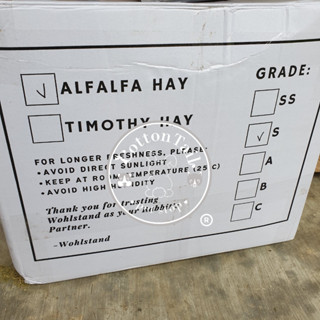 ALFALFA HAY
TIMOTHY HAY
GRADE:
SS
S
A
B
C
FOR LONGER FRESHNESS, PLEASE:
•AVOID DIRECT SUNLIGHT
•KEEP AT ROOM TEMPERATURE (25 C)
•AVOID HIGH HUMIDITY
Thank you for trusting
Wohlstand as your Rabbit's
Partner.
-Wohlstand
®